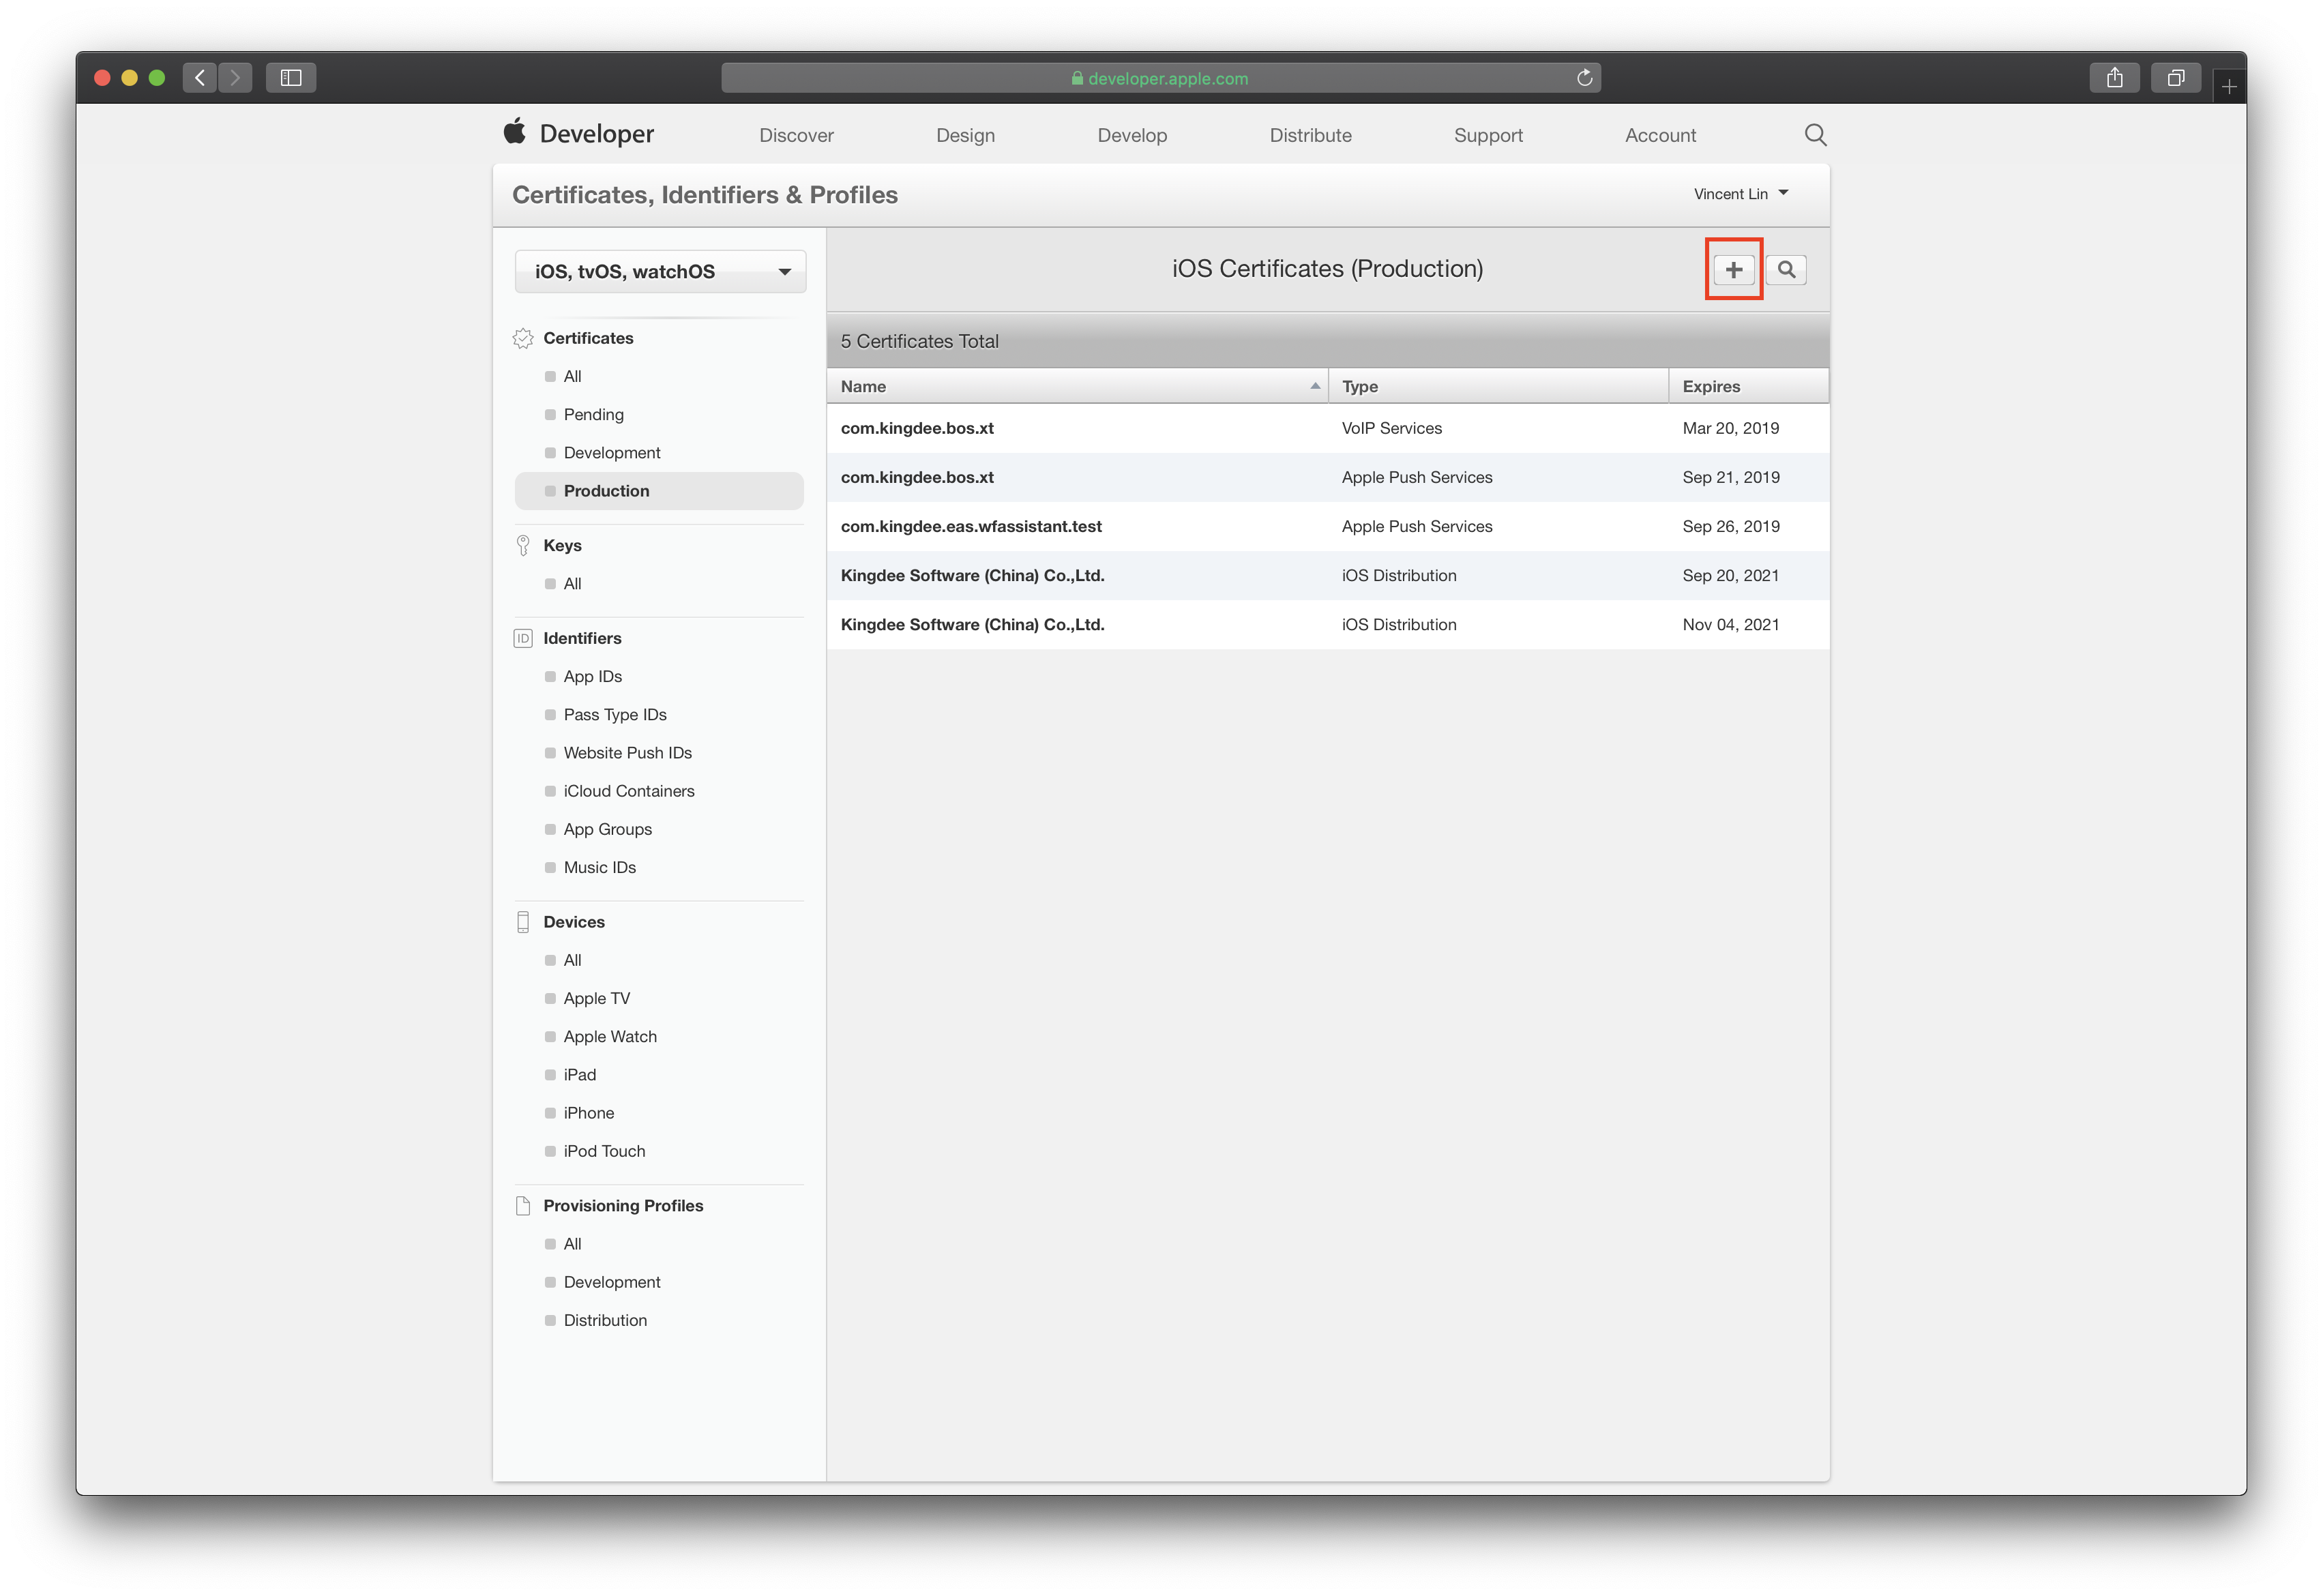 developer.apple.com
Developer Discover Design Develop Distribute Support Account
Certificates, Identifiers & Profiles
Vincent Lin
iOS, tvOS, watchOS
Certificates
All
Pending
Development
Production
Keys
All
ID Identifiers
App IDs
Pass Type IDs
Website Push IDs
iCloud Containers
App Groups
Music IDs
Devices
All
Apple TV
Apple Watch
iPad
iPhone
iPod Touch
Provisioning Profiles
All
Development
Distribution
iOS Certificates (Production)
5 Certificates Total
Name Type Expires
com.kingdee.bos.xt VoIP Services Mar 20, 2019
com.kingdee.bos.xt Apple Push Services Sep 21, 2019
com.kingdee.eas.wfassistant.test Apple Push Services Sep 26, 2019
Kingdee Software (China) Co.,Ltd. iOS Distribution Sep 20, 2021
Kingdee Software (China) Co.,Ltd. iOS Distribution Nov 04, 2021